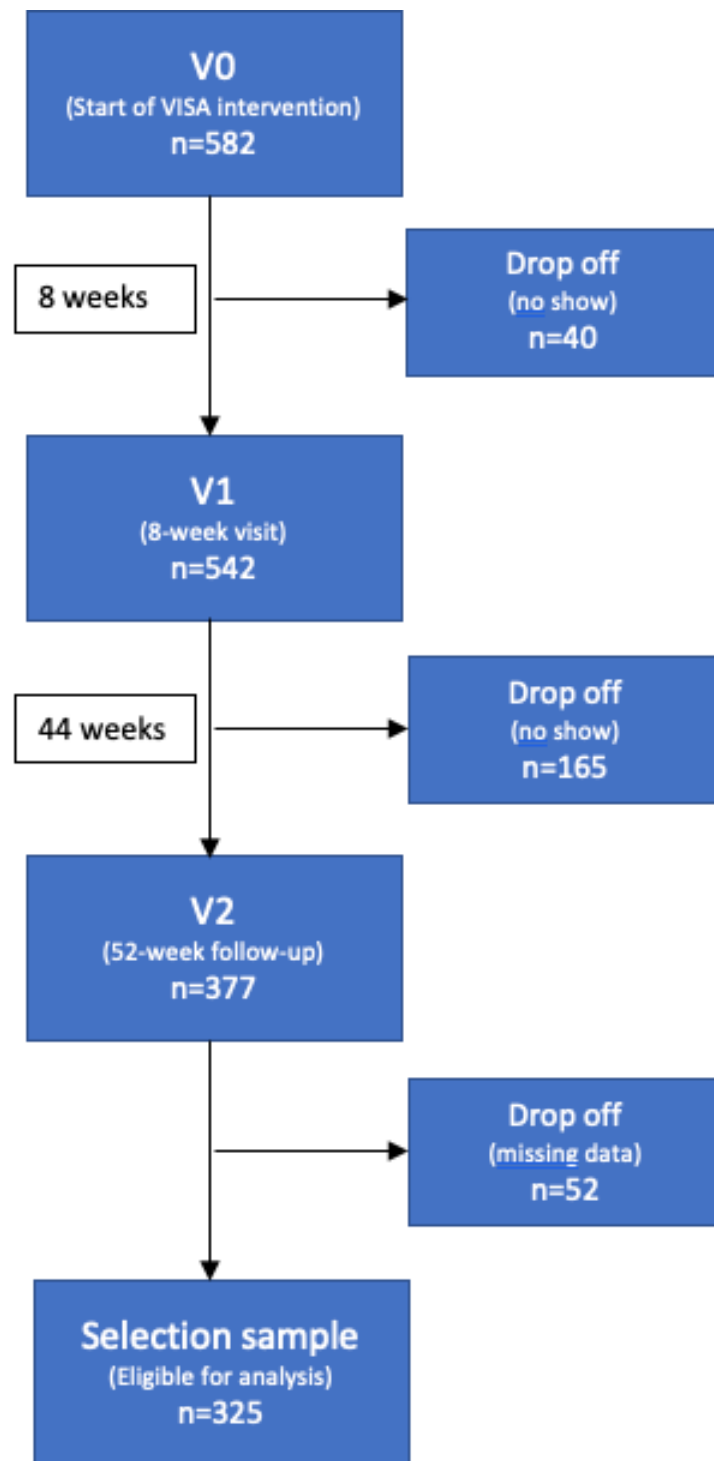 V0
(Start of VISA intervention)
n=582
8 weeks
Drop off
(no show)
n=40
V1
(8-week visit)
n=542
44 weeks
Drop off
(no show)
n=165
V2
(52-week follow-up)
n=377
Drop off
(missing data)
n=52
Selection sample
(Eligible for analysis)
n=325